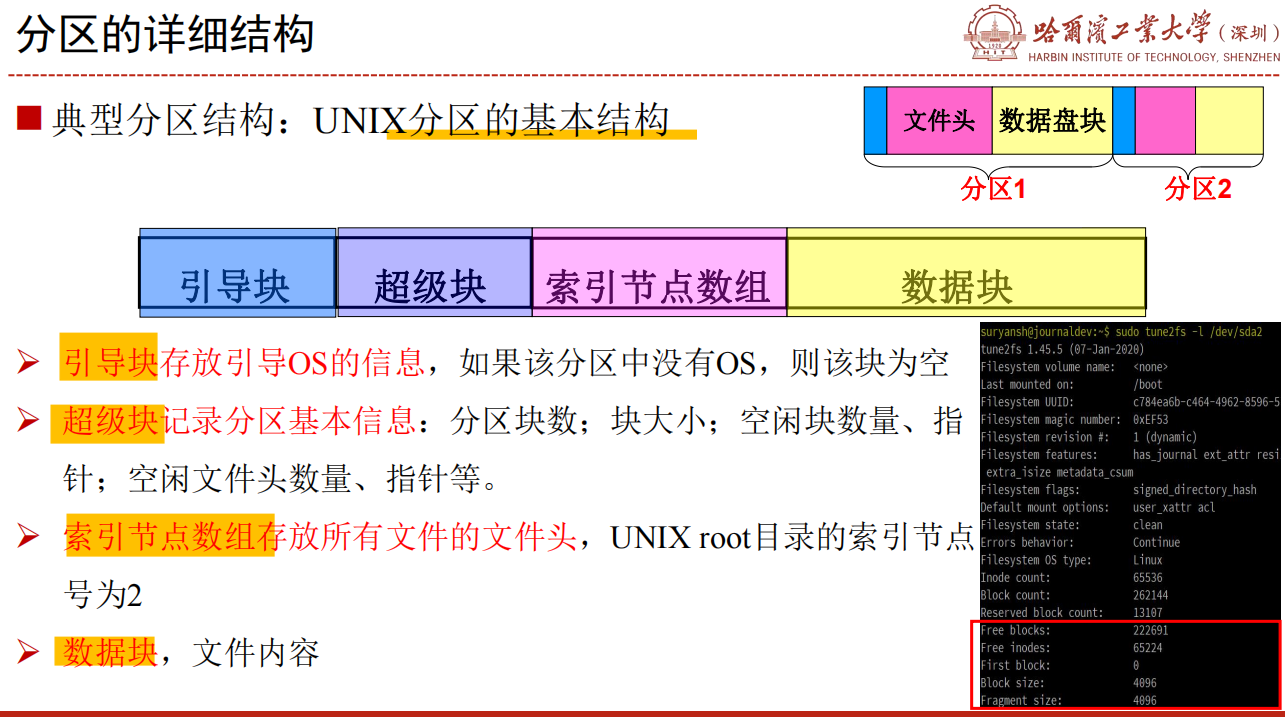 分区的详细结构
哈爾濱工業大學(深圳)
HARBIN INSTITUTE OF TECHNOLOGY, SHENZHEN
典型分区结构：UNIX分区的基本结构
文件头 数据盘块
分区1 分区2
引导块 超级块 索引节点数组 数据块
引导块存放引导OS的信息，如果该分区中没有OS，则该块为空
超级块记录分区基本信息：分区块数；块大小；空闲块数量、指
针；空闲文件头数量、指针等。
索引节点数组存放所有文件的文件头，UNIX root目录的索引节点
号为2
数据块，文件内容
suryansh@journaldev:~$ sudo tune2fs -l /dev/sda2
tune2fs 1.45.5 (07-Jan-2020)
Filesystem volume name: <none>
Last mounted on: /boot
Filesystem UUID: c784ea6b-c464-4962-8596-5
Filesystem magic number: 0xEF53
Filesystem revision #: 1 (dynamic)
Filesystem features: has_journal ext_attr resi
extra_isize metadata_csum
Filesystem flags: signed_directory_hash
Default mount options: user_xattr acl
Filesystem state: clean
Errors behavior: Continue
Filesystem OS type: Linux
Inode count: 65536
Block count: 262144
Reserved block count: 13107
Free blocks: 222691
Free inodes: 65224
First block: 0
Block size: 4096
Fragment size: 4096